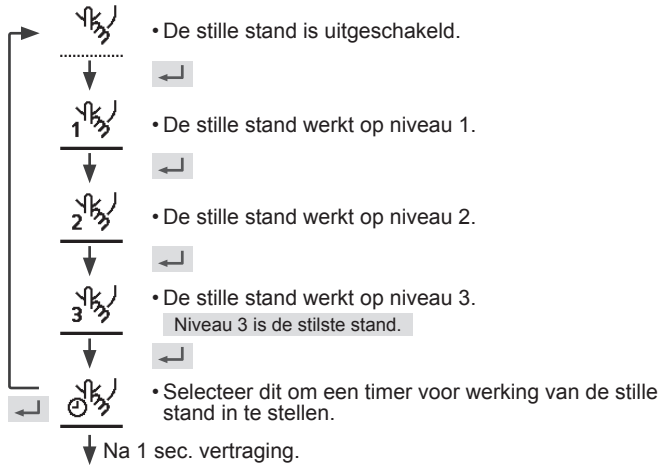 • De stille stand is uitgeschakeld.
1
• De stille stand werkt op niveau 1.
2
• De stille stand werkt op niveau 2.
3
• De stille stand werkt op niveau 3.
Niveau 3 is de stilste stand.
• Selecteer dit om een timer voor werking van de stille
stand in te stellen.
Na 1 sec. vertraging.